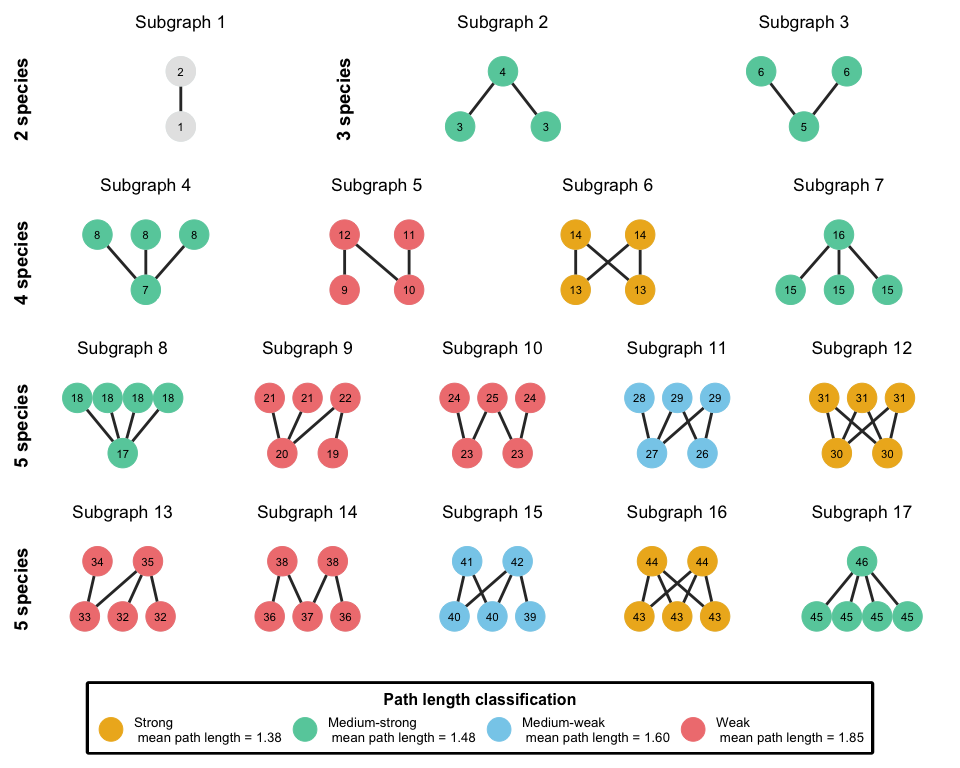 Subgraph 1 Subgraph 2 Subgraph 3
2 species
2
1
3 species
4
3 3
6 6
5
Subgraph 4 Subgraph 5 Subgraph 6 Subgraph 7
4 species
8 8 8 12 11 14 14 16
7 9 10 13 13 15 15 15
Subgraph 8 Subgraph 9 Subgraph 10 Subgraph 11 Subgraph 12
5 species
18 18 18 18 21 21 22 24 25 24 28 29 29 31 31 31
17 20 19 23 23 27 26 30 30
Subgraph 13 Subgraph 14 Subgraph 15 Subgraph 16 Subgraph 17
5 species
34 35 38 38 41 42 44 44 46
33 32 32 36 37 36 40 40 39 43 43 43 45 45 45 45
Path length classification
Strong
mean path length = 1.38
Medium-strong
mean path length = 1.48
Medium-weak
mean path length = 1.60
Weak
mean path length = 1.85